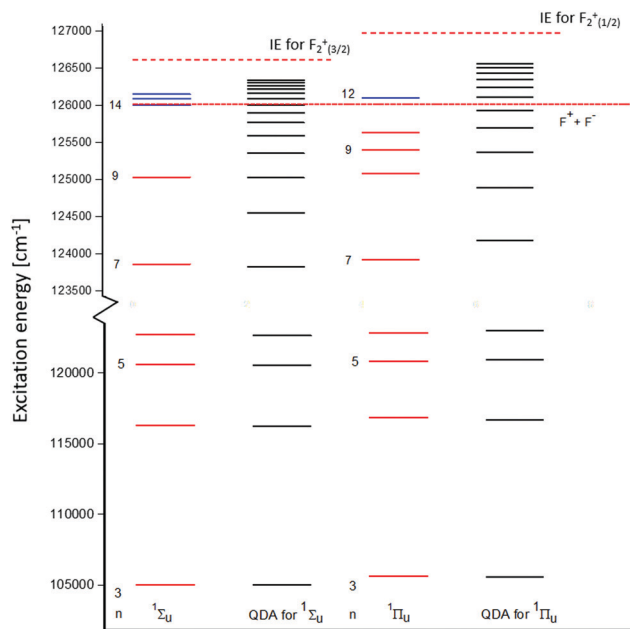 IE for F₂⁺(1/2)
127000
IE for F₂⁺(3/2)
126500
12
126000
14
F⁺ + F⁻
125500
9
125000
9
124500
124000
7
7
123500
Excitation energy [cm⁻¹]
120000
5
5
115000
110000
105000
3
3
n
¹Σu
QDA for ¹Σu
n
¹Πu
QDA for ¹Πu